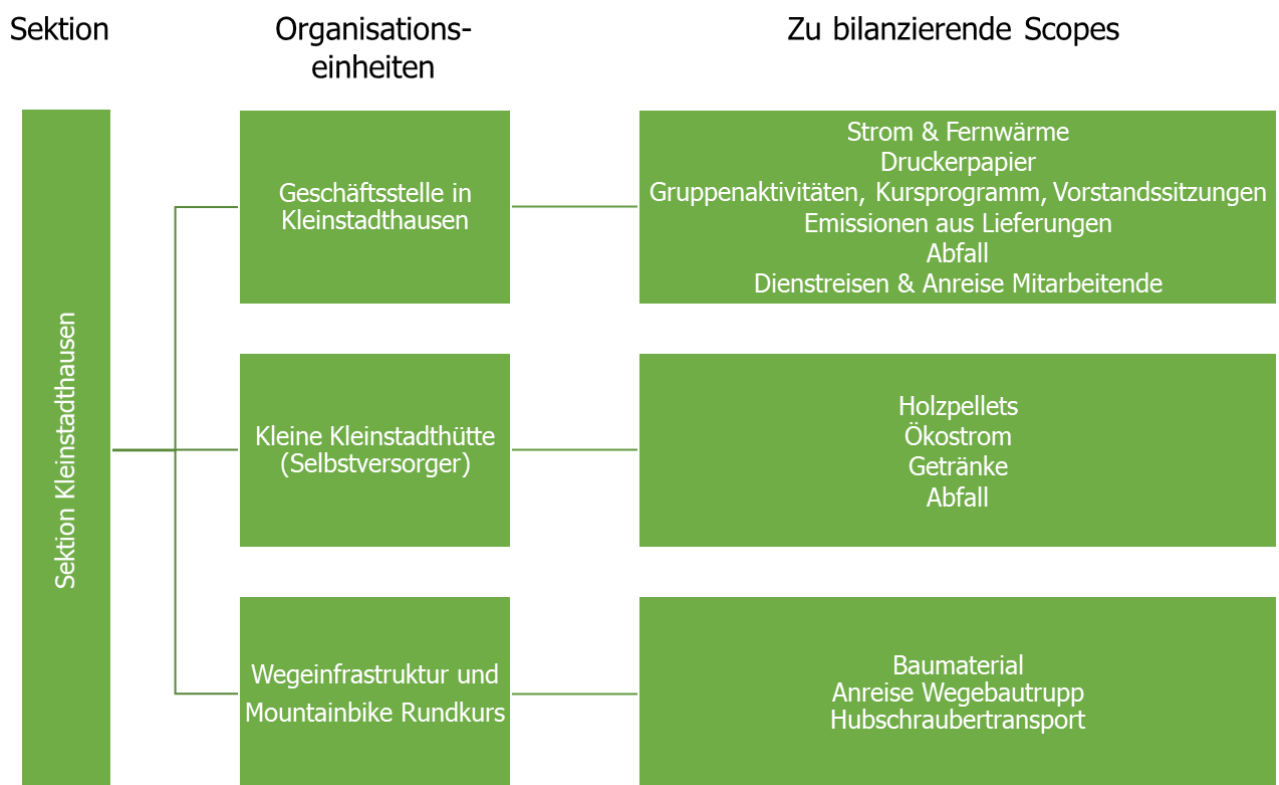 Sektion
Organisations-
einheiten
Zu bilanzierende Scopes
Sektion Kleinstadthausen
Geschäftsstelle in
Kleinstadthausen
Strom & Fernwärme
Druckerpapier
Gruppenaktivitäten, Kursprogramm, Vorstandssitzungen
Emissionen aus Lieferungen
Abfall
Dienstreisen & Anreise Mitarbeitende
Kleine Kleinstadthütte
(Selbstversorger)
Holzpellets
Ökostrom
Getränke
Abfall
Wegeinfrastruktur und
Mountainbike Rundkurs
Baumaterial
Anreise Wegebautrupp
Hubschraubertransport